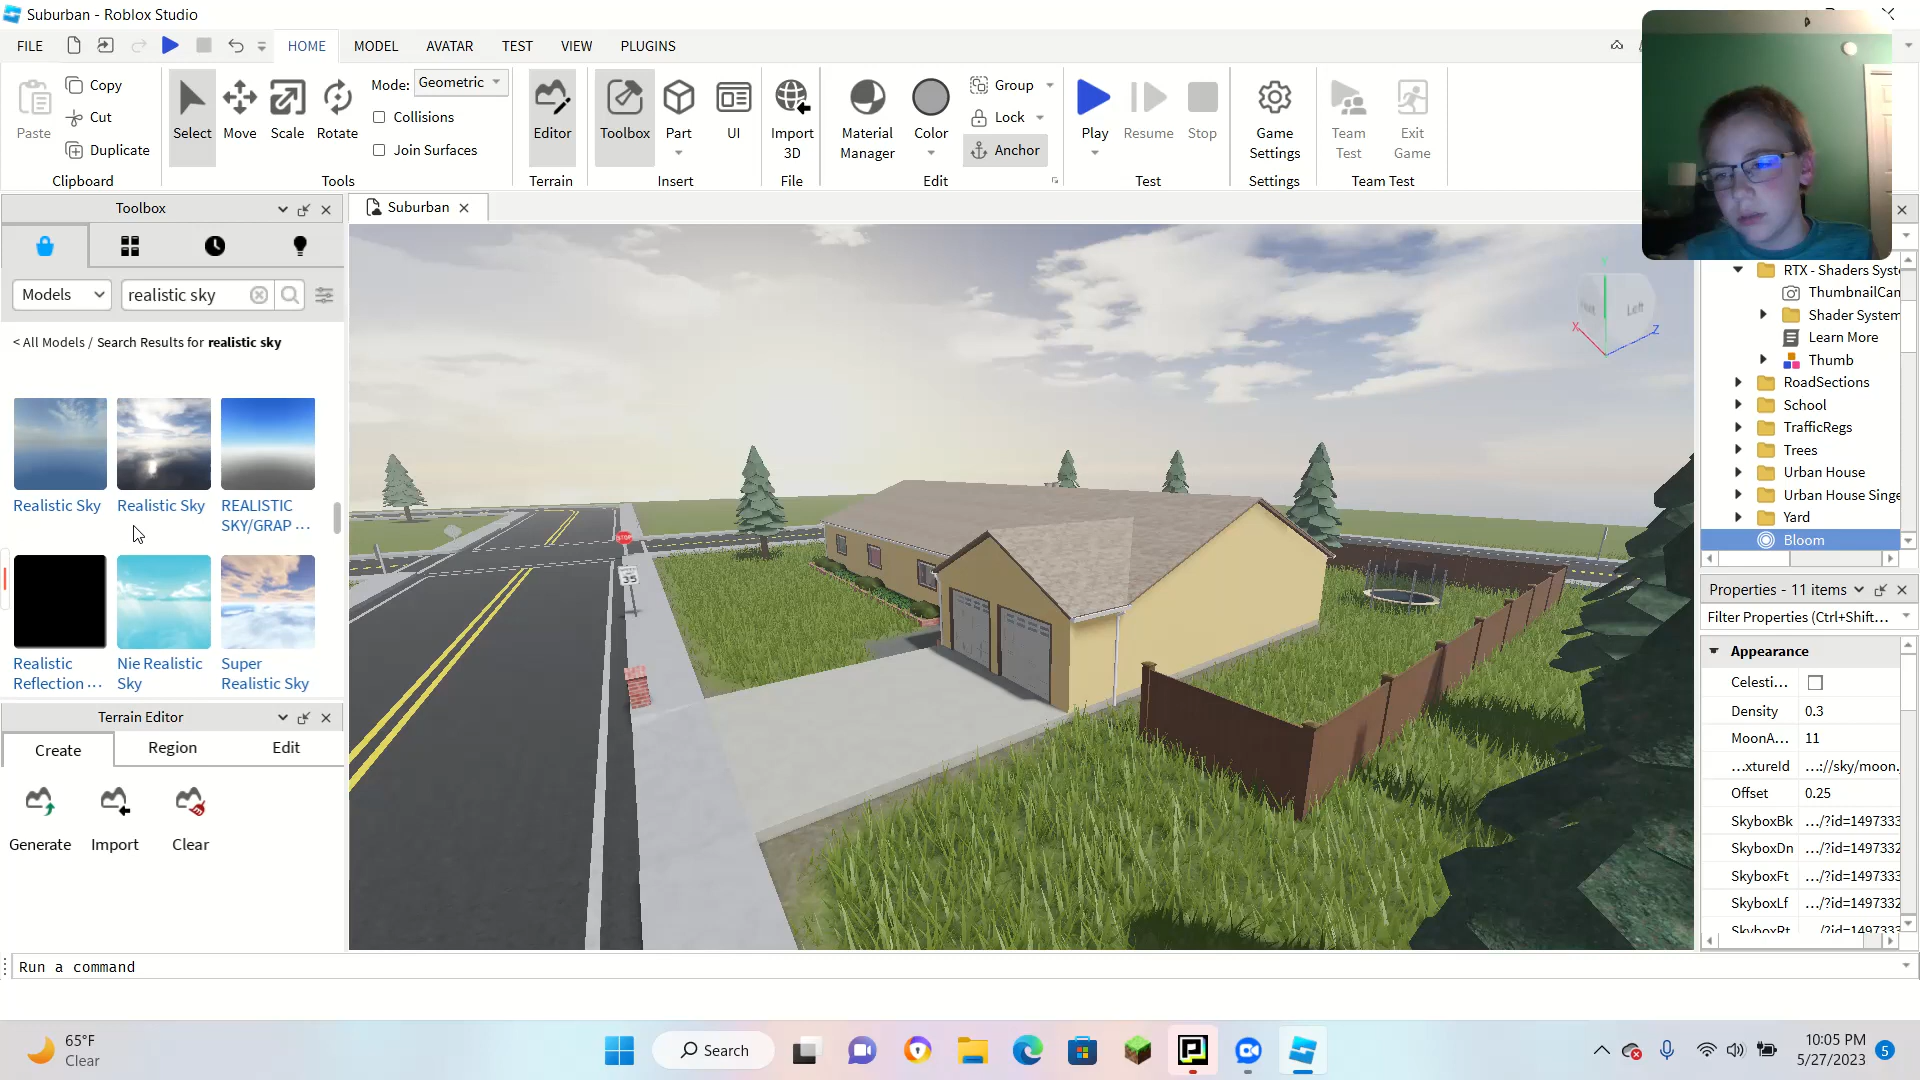 Suburban - Roblox Studio
FILE
HOME
MODEL
AVATAR
TEST
VIEW
PLUGINS
Paste
Copy
Cut
Duplicate
Clipboard
Select
Move
Scale
Rotate
Mode:
Geometric
Collisions
Join Surfaces
Tools
Editor
Terrain
Toolbox
Part
UI
Insert
Import
3D
File
Material
Manager
Color
Group
Lock
Anchor
Edit
Play
Resume
Stop
Test
Game
Settings
Settings
Team
Test
Exit
Game
Team Test
Toolbox
Suburban
Models
realistic sky
< All Models / Search Results for realistic sky
Realistic Sky
Realistic Sky
REALISTIC
SKY/GRAP ...
Realistic
Reflection ...
Nie Realistic
Sky
Super
Realistic Sky
Terrain Editor
Create
Region
Edit
Generate
Import
Clear
STOP
35
Left
X
Y
Z
RTX - Shaders Syste
ThumbnailCan
Shader System
Learn More
Thumb
RoadSections
School
TrafficRegs
Trees
Urban House
Urban House Singe
Yard
Bloom
Properties - 11 items
Filter Properties (Ctrl+Shift...
Appearance
Celesti...
Density 0.3
MoonA... 11
...xtureId ...://sky/moon.
Offset 0.25
SkyboxBk .../?id=1497333
SkyboxDn .../?id=1497332
SkyboxFt .../?id=1497333
SkyboxLf .../?id=1497332
SkyboxRt .../?id=1497333
Run a command
65°F
Clear
Search
10:05 PM
5/27/2023
5